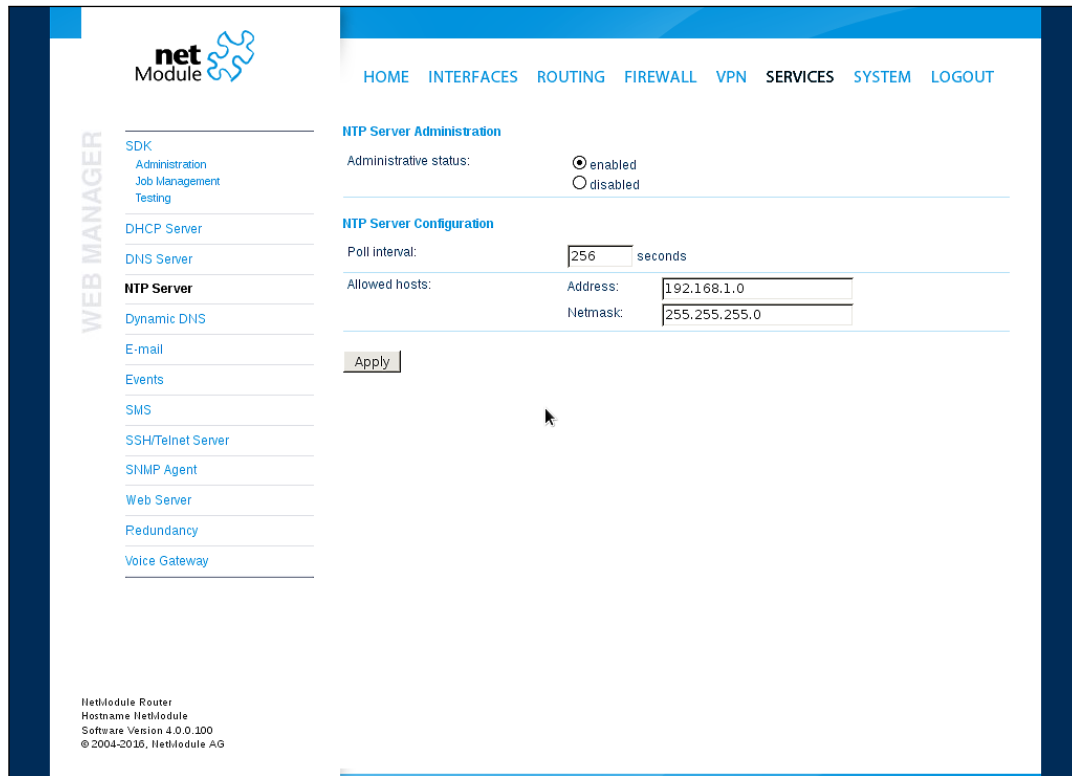 net
Module
HOME INTERFACES ROUTING FIREWALL VPN SERVICES SYSTEM LOGOUT
WEB MANAGER
SDK
Administration
Job Management
Testing
DHCP Server
DNS Server
NTP Server
Dynamic DNS
E-mail
Events
SMS
SSH/Telnet Server
SNMP Agent
Web Server
Redundancy
Voice Gateway
NTP Server Administration
Administrative status: enabled
disabled
NTP Server Configuration
Poll interval: 256 seconds
Allowed hosts: Address: 192.168.1.0
Netmask: 255.255.255.0
Apply
NetModule Router
Hostname NetModule
Software Version 4.0.0.100
© 2004-2016, NetModule AG